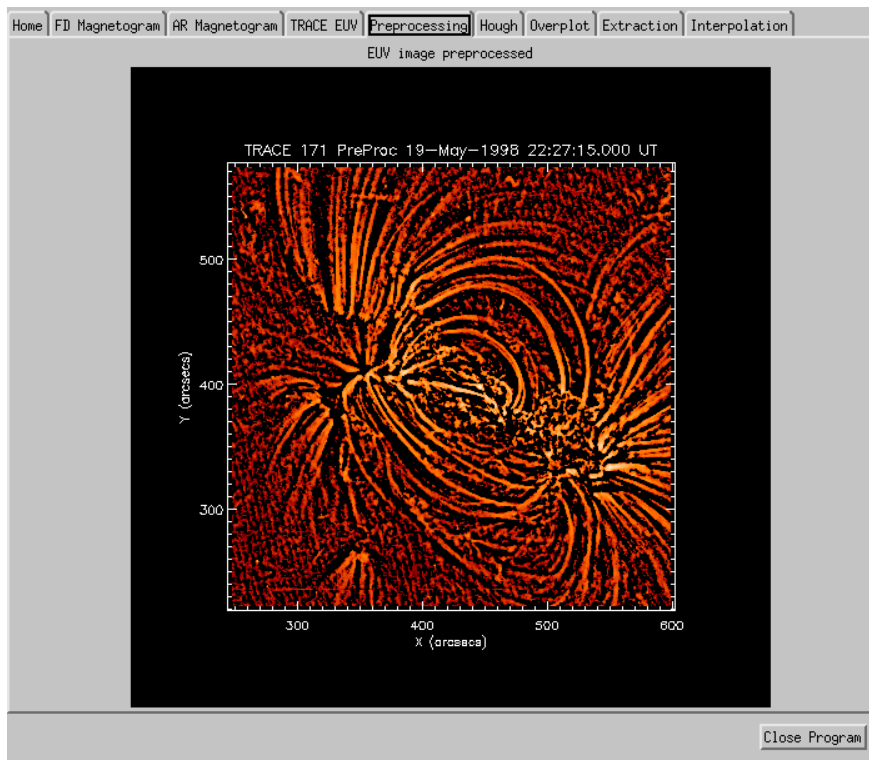 Home FD Magnetogram AR Magnetogram TRACE EUV Preprocessing Hough Overplot Extraction Interpolation
EUV image preprocessed
TRACE 171 PreProc 19-May-1998 22:27:15.000 UT
500
400
300
Y (arcsecs)
300 400 500 600
X (arcsecs)
Close Program